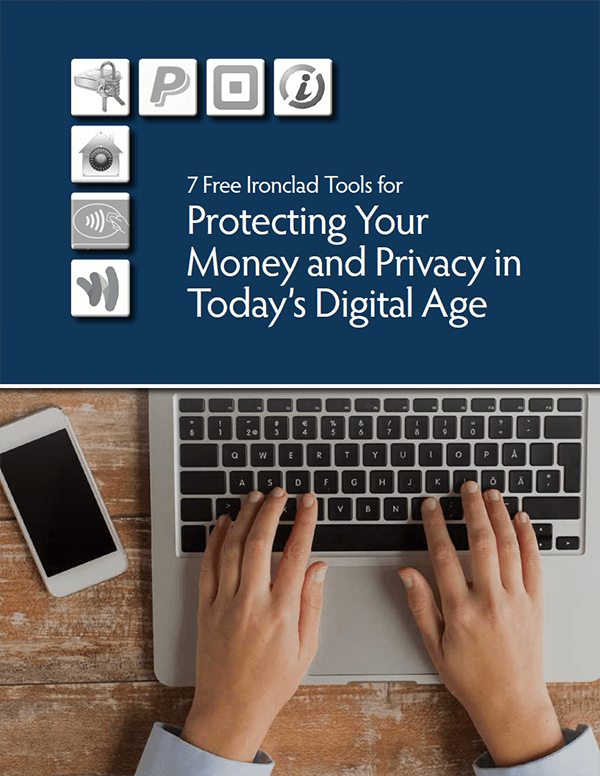 7 Free Ironclad Tools for
Protecting Your
Money and Privacy in
Today's Digital Age
Q W E R T Y U I O P Å
A S D F G H J K L Ö Ä
V B N